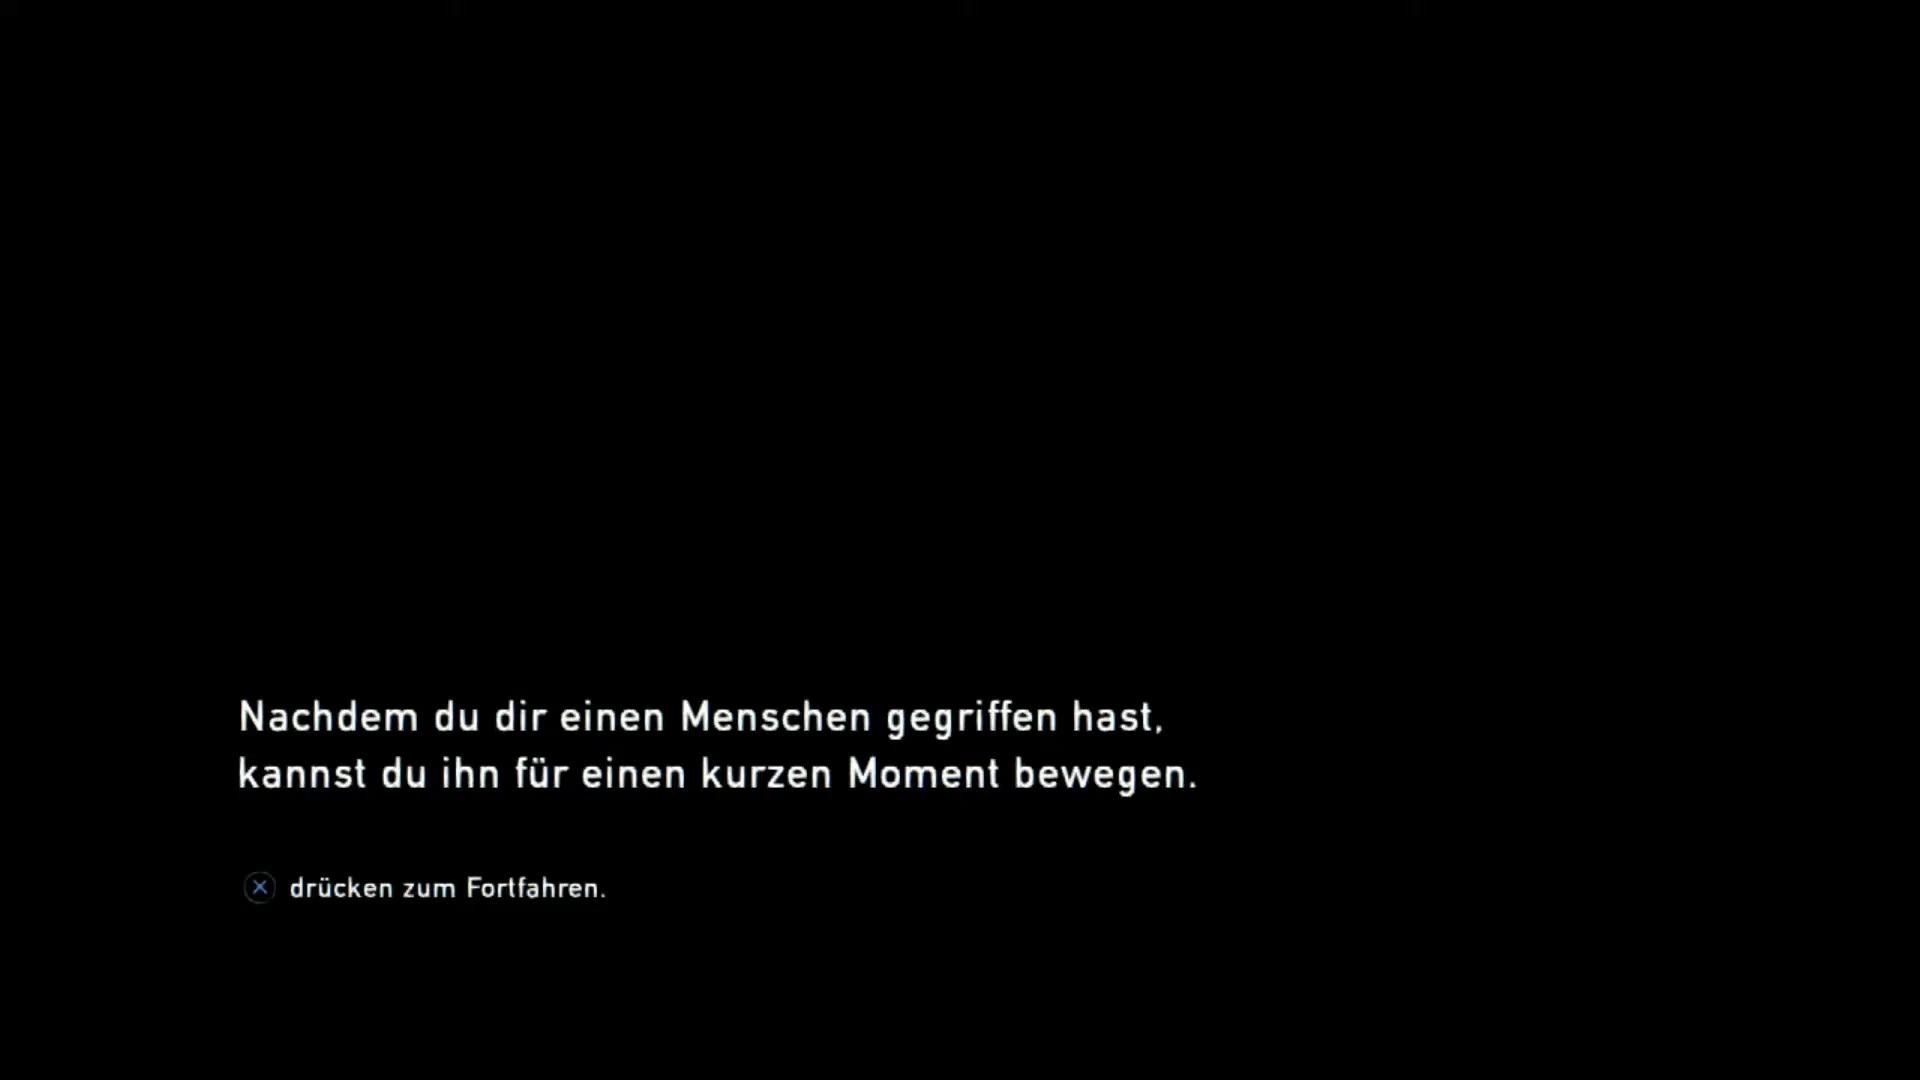 Nachdem du dir einen Menschen gegriffen hast,
kannst du ihn für einen kurzen Moment bewegen.
drücken zum Fortfahren.